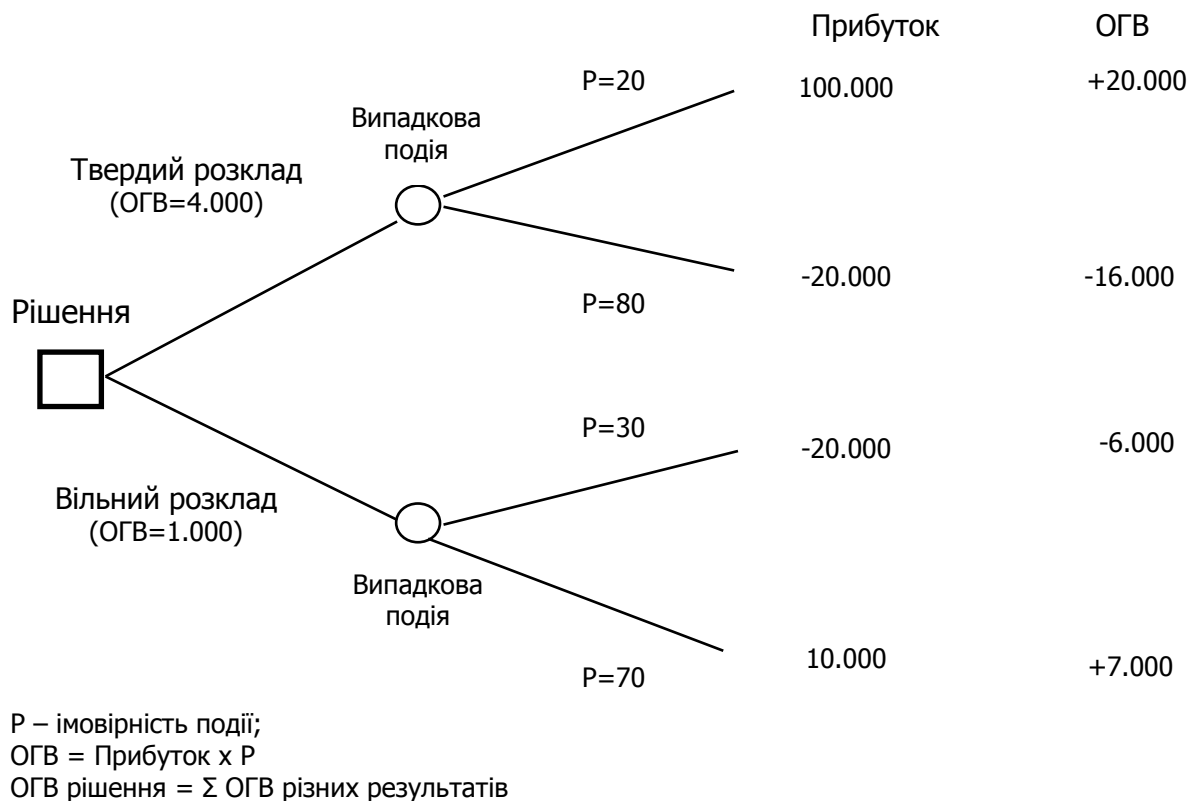 Прибуток ОГВ
P=20 100.000 +20.000
Випадкова
подія
Твердий розклад
(ОГВ=4.000)
-20.000 -16.000
P=80
Рішення
P=30
-20.000 -6.000
Вільний розклад
(ОГВ=1.000)
Випадкова
подія
10.000 +7.000
P=70
P – імовірність події;
ОГВ = Прибуток x P
ОГВ рішення = Σ ОГВ різних результатів